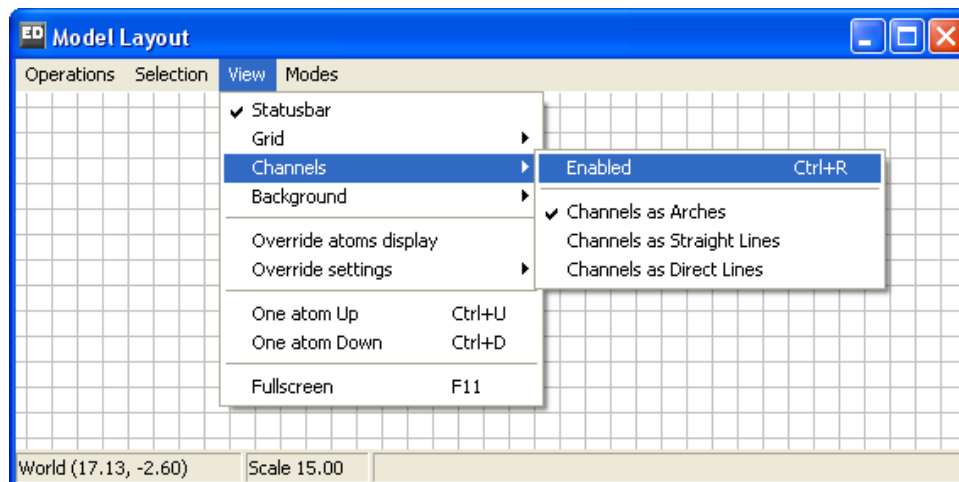 ED Model Layout
Operations Selection View Modes
Statusbar
Grid
Channels
Background
Override atoms display
Override settings
One atom Up Ctrl+U
One atom Down Ctrl+D
Fullscreen F11
Enabled Ctrl+R
Channels as Arches
Channels as Straight Lines
Channels as Direct Lines
World (17.13, -2.60) Scale 15.00